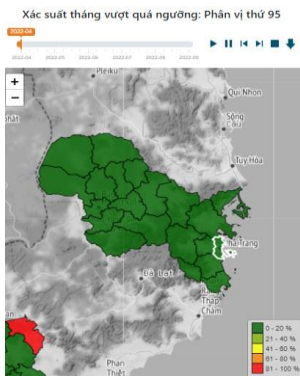 Xác suất tháng vượt quá ngưỡng: Phân vị thứ 95
2022-04
2022-04 2022-05 2022-06 2022-07 2022-08 2022-09
+
-
Pleiku
Qui Nhon
Sông
Cầu
Tuy Hòa
Nha Trang
Đà Lạt
Tháp
Chàm
Phan
Thiết
0 - 20 %
21 - 40 %
41 - 60 %
61 - 80 %
81 - 100 %